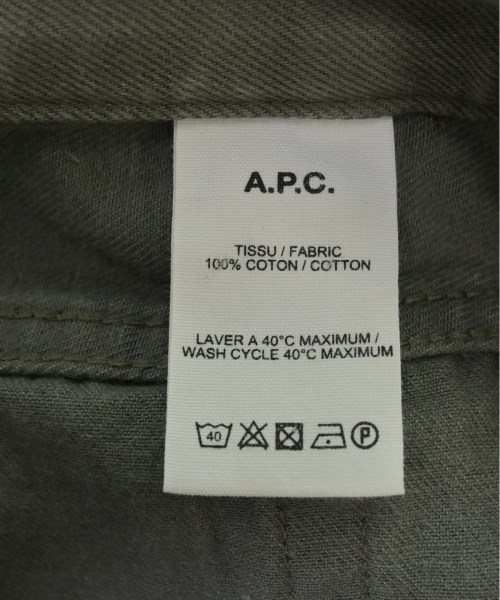 A.P.C.
TISSU / FABRIC
100% COTON / COTTON
LAVER A 40°C MAXIMUM /
WASH CYCLE 40°C MAXIMUM
40 P